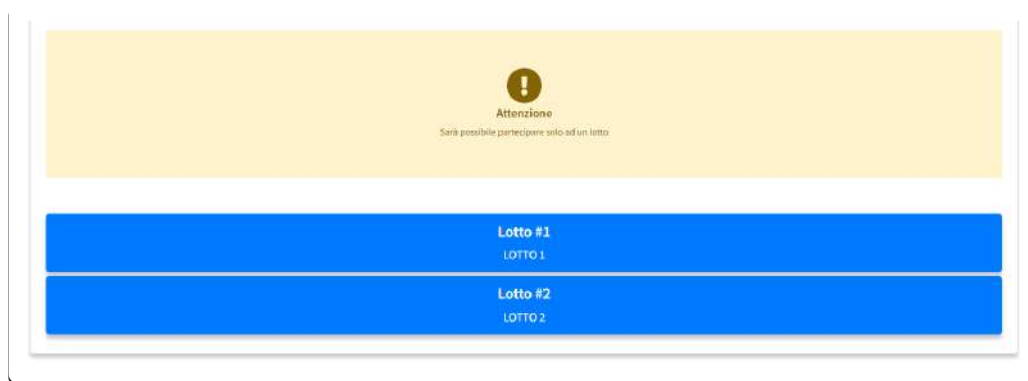 Attenzione
Sarà possibile partecipare solo ad un lotto
Lotto #1
LOTTO 1
Lotto #2
LOTTO 2